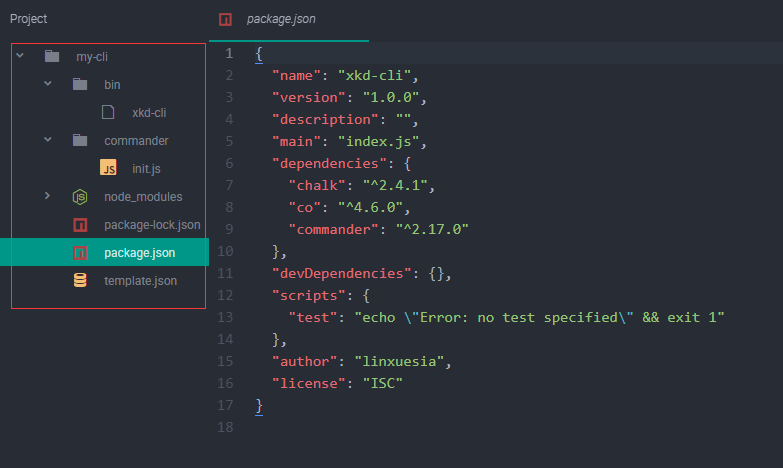 Project
my-cli
bin
xkd-cli
commander
JS init.js
JS node_modules
package-lock.json
package.json
template.json
package.json
1 {
2 "name": "xkd-cli",
3 "version": "1.0.0",
4 "description": "",
5 "main": "index.js",
6 "dependencies": {
7 "chalk": "^2.4.1",
8 "co": "^4.6.0",
9 "commander": "^2.17.0"
10 },
11 "devDependencies": {},
12 "scripts": {
13 "test": "echo \"Error: no test specified\" && exit 1"
14 },
15 "author": "linxuesia",
16 "license": "ISC"
17 }
18